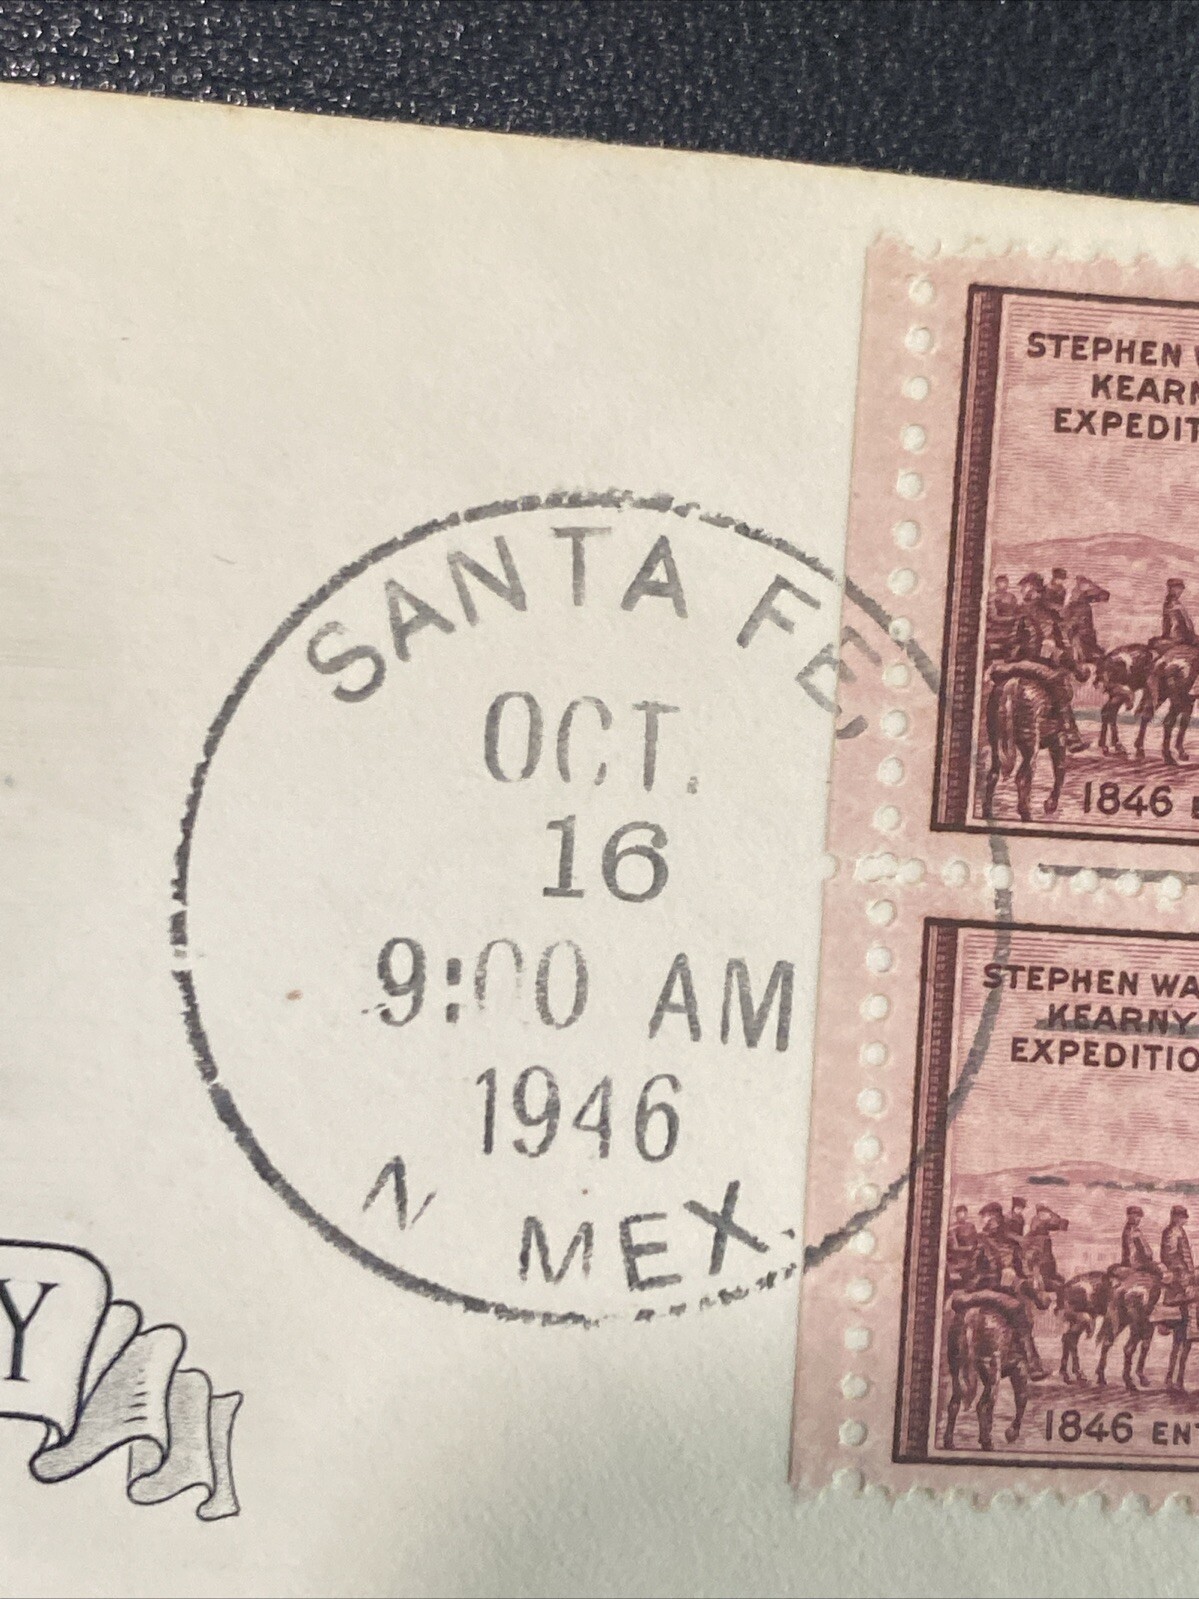 STEPHEN
KEARN
EXPEDIT
1846
SANTA FE
OCT.
16
9:00 AM
1946
N MEX.
STEPHEN WA
KEARNY
EXPEDITIO
1846 ENT
Y